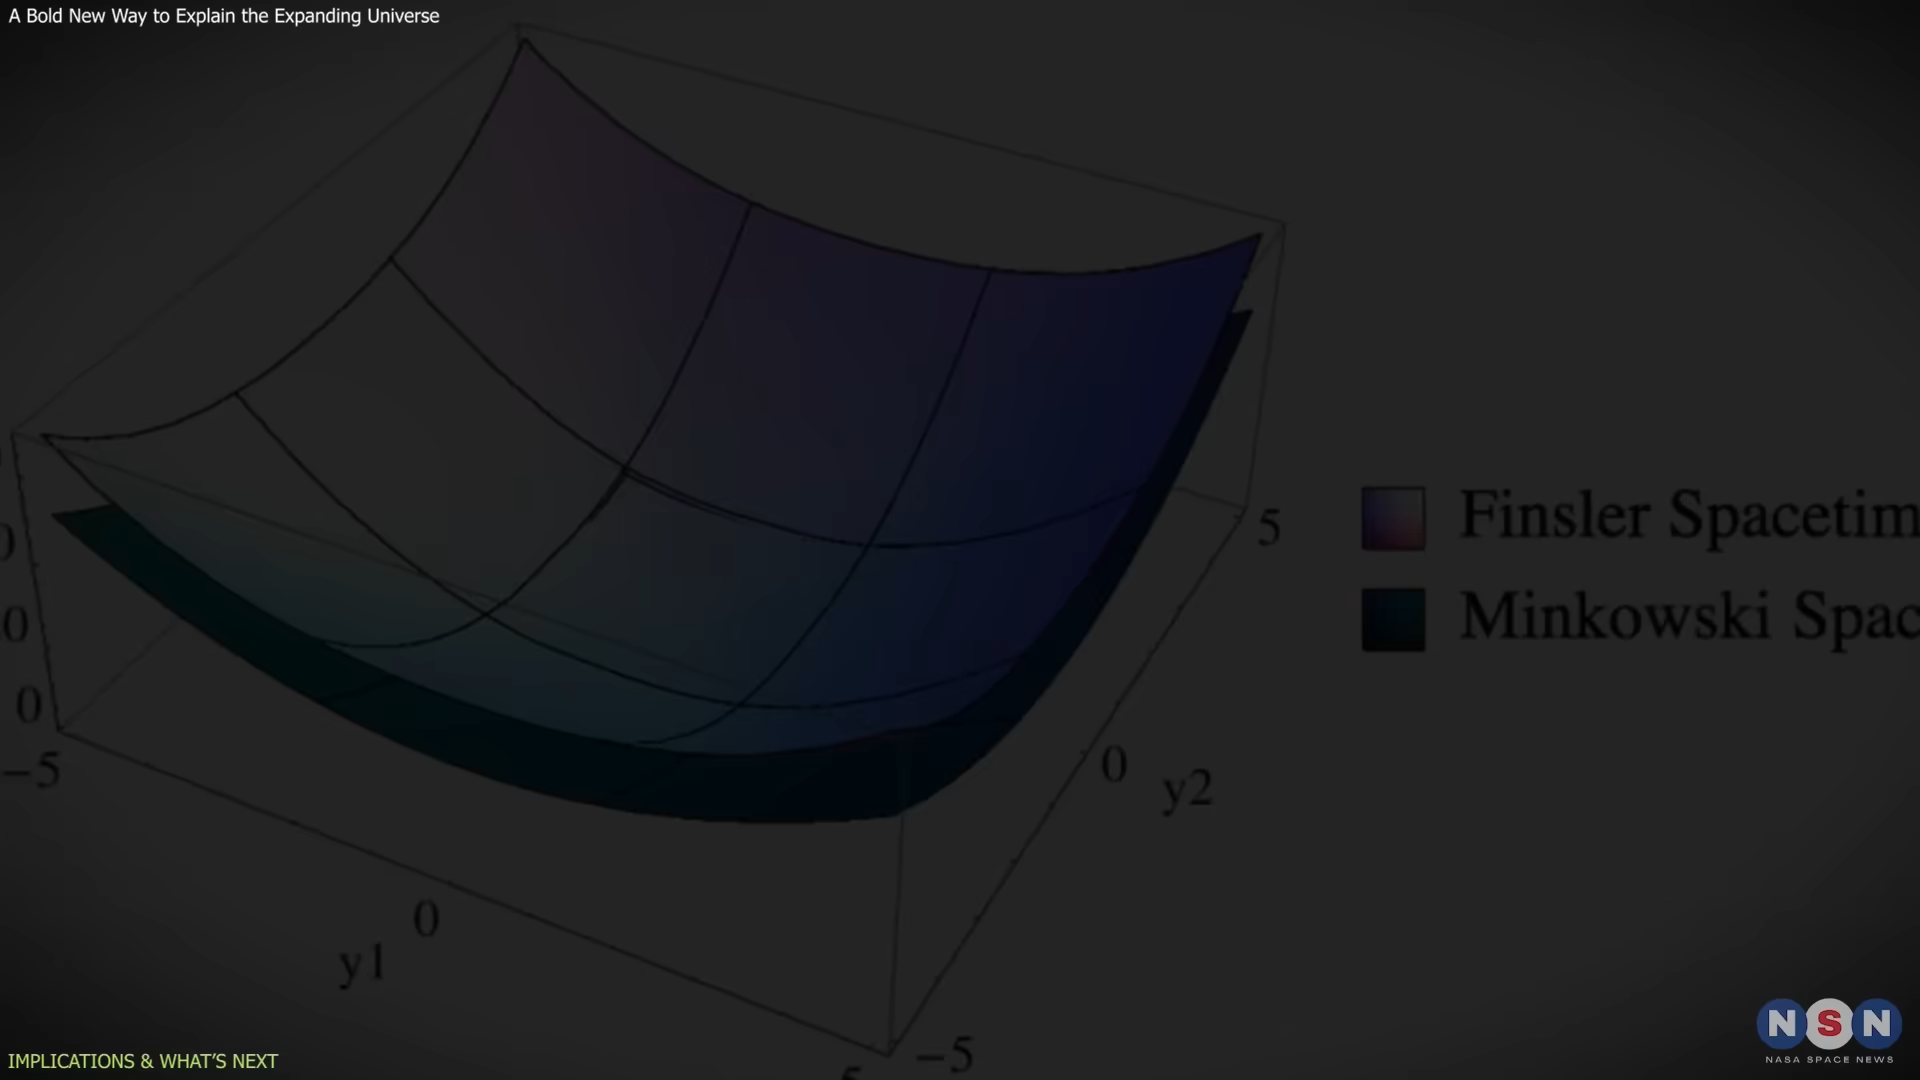 A Bold New Way to Explain the Expanding Universe
5
Finsler Spacetim
Minkowski Spac
0
0
0
-5
0
y2
0
y1
-5
IMPLICATIONS & WHAT'S NEXT
NSN
NASA SPACE NEWS